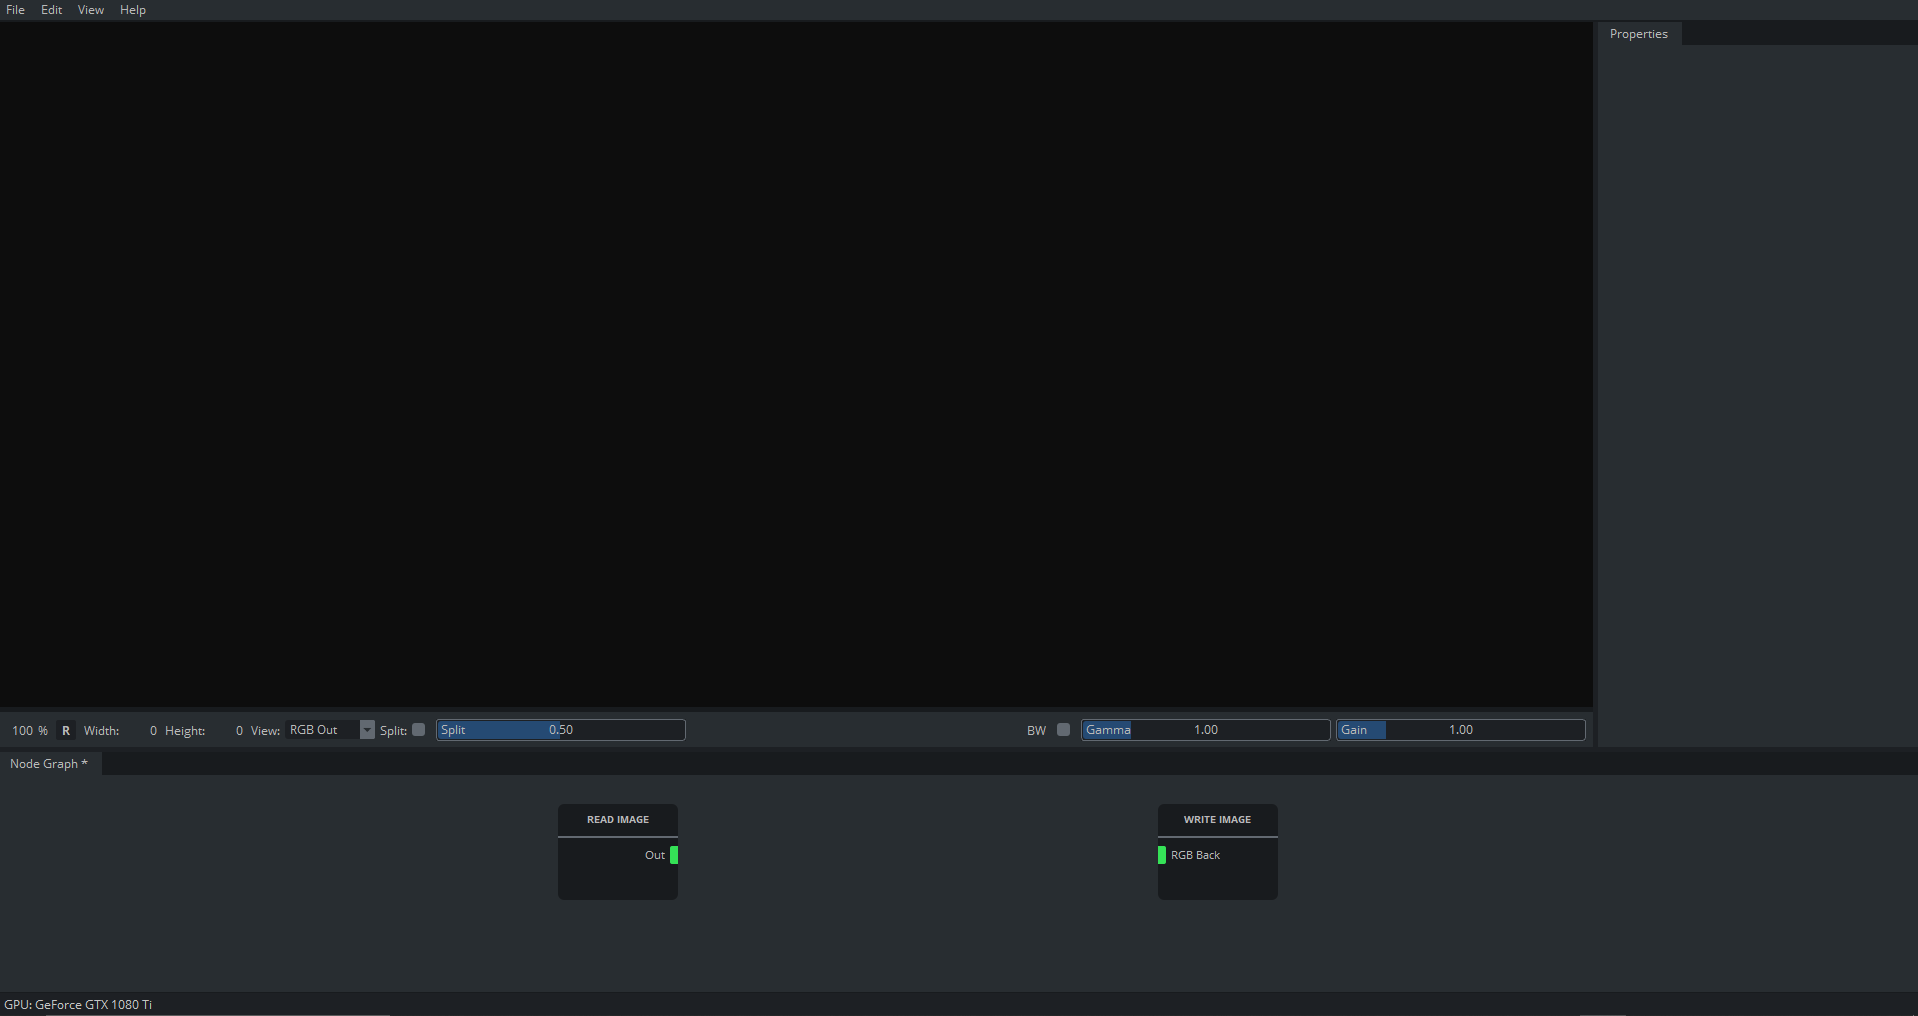 File Edit View Help
Properties
100 % R Width: 0 Height: 0 View: RGB Out Split: Split 0.50 BW Gamma 1.00 Gain 1.00
Node Graph *
READ IMAGE WRITE IMAGE
Out RGB Back
GPU: GeForce GTX 1080 Ti